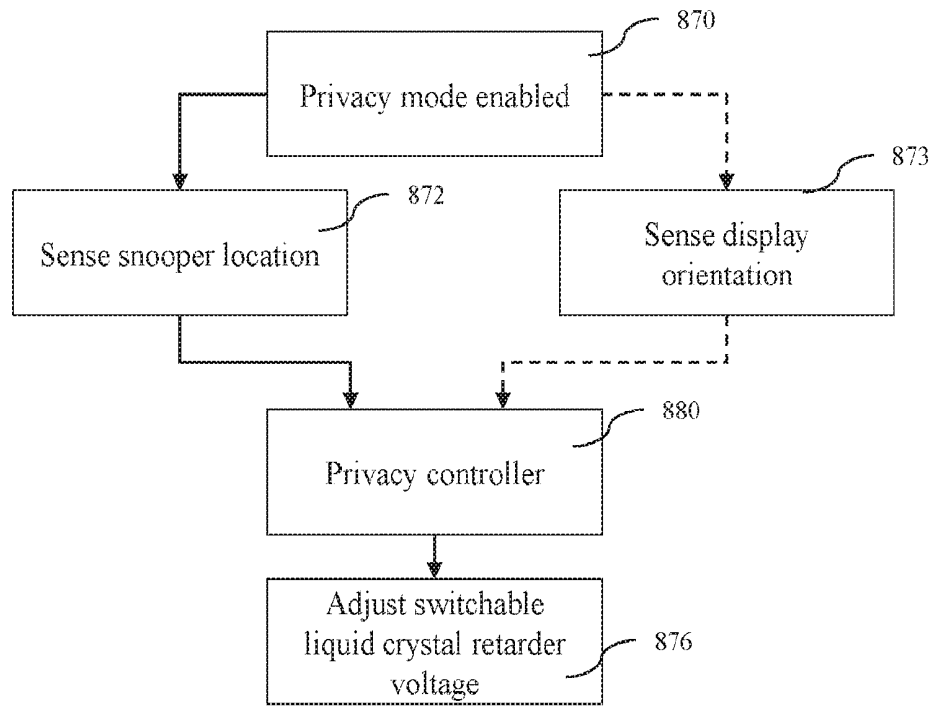 870
Privacy mode enabled
873
872
Sense snooper location
Sense display
orientation
880
Privacy controller
Adjust switchable
liquid crystal retarder
voltage
876